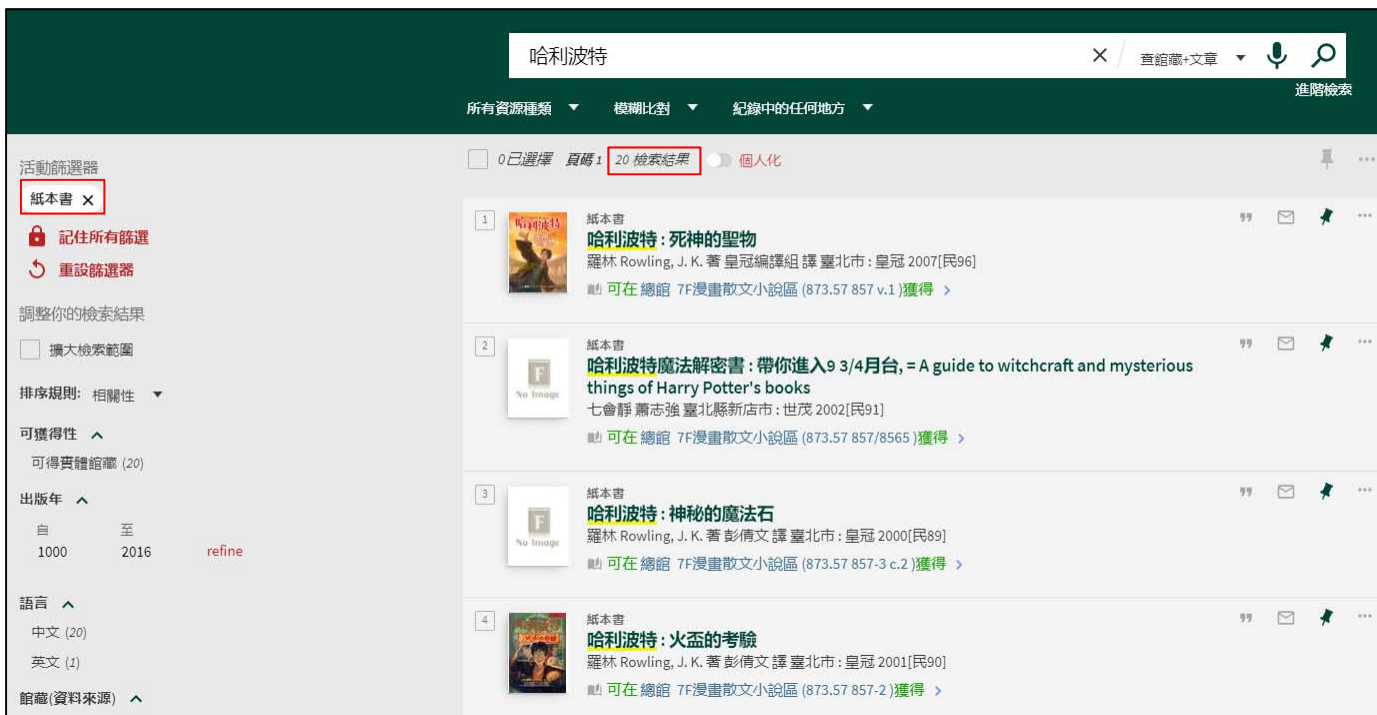 哈利波特
查館藏+文章
進階檢索
所有資源種類 模糊比對 紀錄中的任何地方
活動篩選器
紙本書
記住所有篩選
重設篩選器
調整你的檢索結果
擴大檢索範圍
排序規則: 相關性
可獲得性
可得實體館藏 (20)
出版年
自 至
1000 2016 refine
語言
中文 (20)
英文 (1)
館藏(資料來源)
0已選擇 頁碼 1 20 檢索結果 個人化
1
紙本書
哈利波特 : 死神的聖物
羅林 Rowling, J. K. 著 皇冠編譯組 譯 臺北市 : 皇冠 2007[民96]
可在 總館 7F漫畫散文小說區 (873.57 857 v.1 )獲得
2
No Image
紙本書
哈利波特魔法解密書 : 帶你進入9 3/4月台, = A guide to witchcraft and mysterious
things of Harry Potter's books
七會靜 蕭志強 臺北縣新店市 : 世茂 2002[民91]
可在 總館 7F漫畫散文小說區 (873.57 857/8565 )獲得
3
No Image
紙本書
哈利波特 : 神秘的魔法石
羅林 Rowling, J. K. 著 彭倩文 譯 臺北市 : 皇冠 2000[民89]
可在 總館 7F漫畫散文小說區 (873.57 857-3 c.2 )獲得
4
紙本書
哈利波特 : 火盃的考驗
羅林 Rowling, J. K. 著 彭倩文 譯 臺北市 : 皇冠 2001[民90]
可在 總館 7F漫畫散文小說區 (873.57 857-2 )獲得